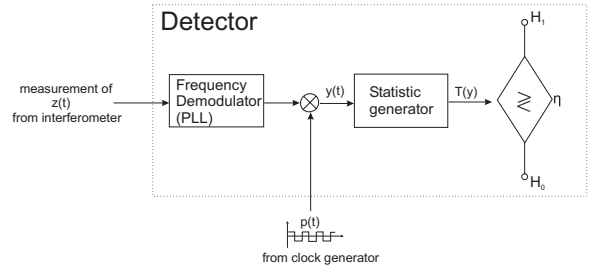 Detector
measurement of
z(t)
from interferometer
Frequency
Demodulator
(PLL)
y(t)
Statistic
generator
T(y)
H₁
≷
η
H₀
p(t)
from clock generator